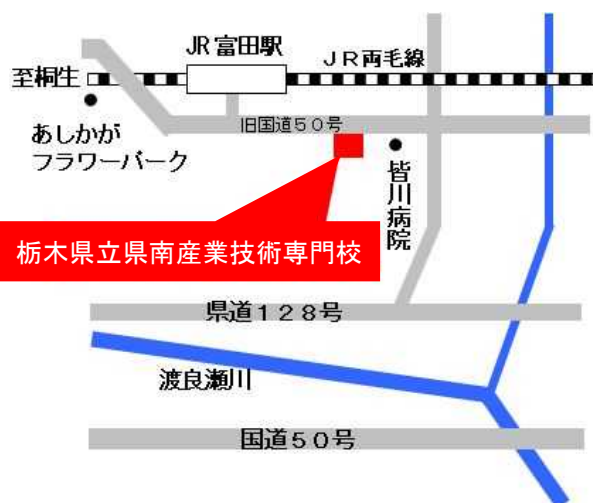 JR富田駅
JR両毛線
至桐生
旧国道50号
あしかが
フラワーパーク
皆川病院
栃木県立県南産業技術専門校
県道128号
渡良瀬川
国道50号